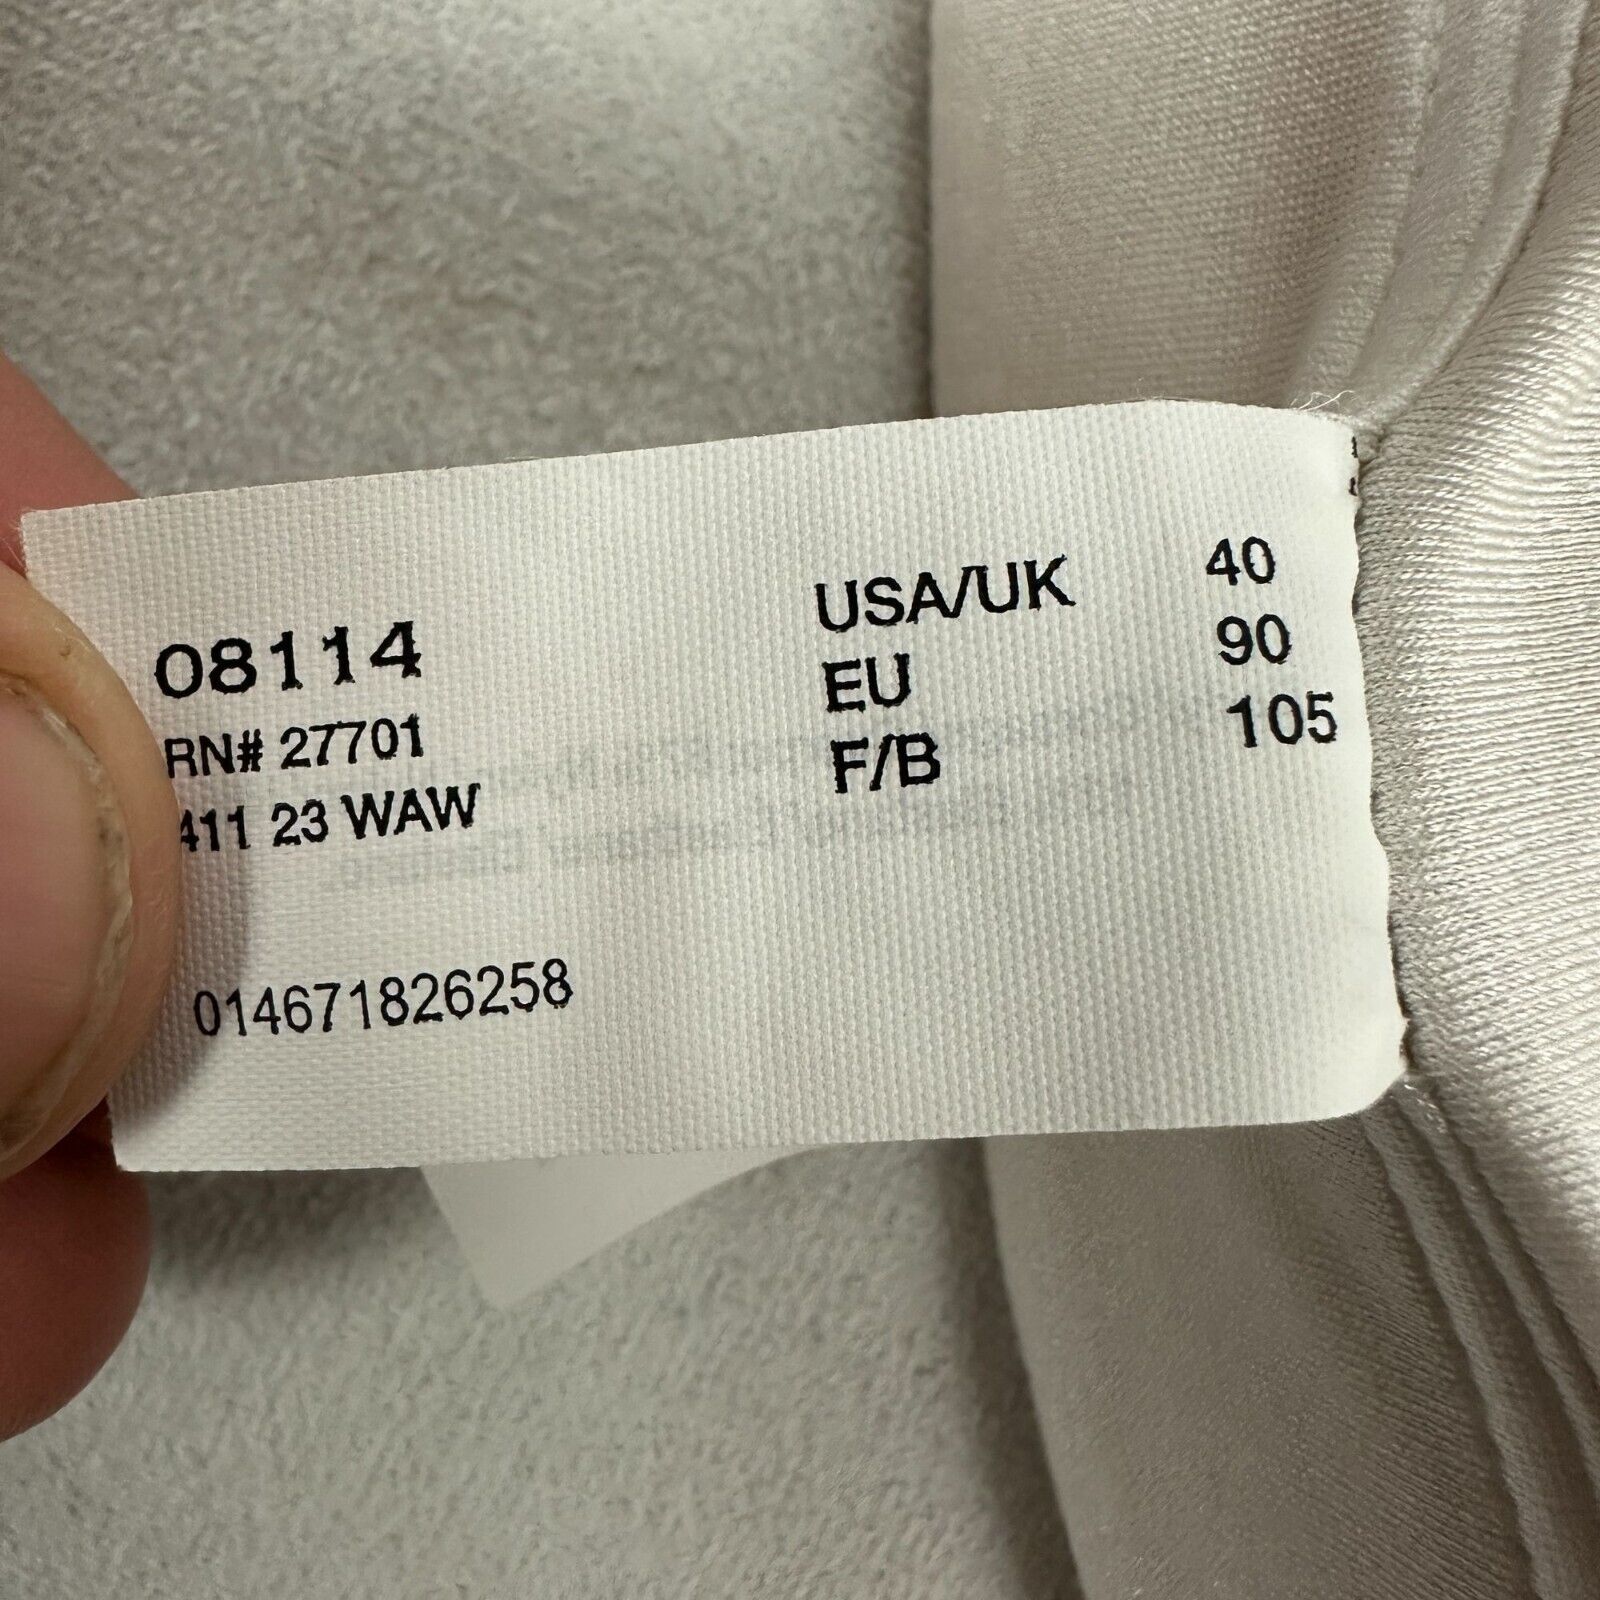 08114
RN# 27701
411 23 WAW
014671826258
USA/UK 40
EU 90
F/B 105